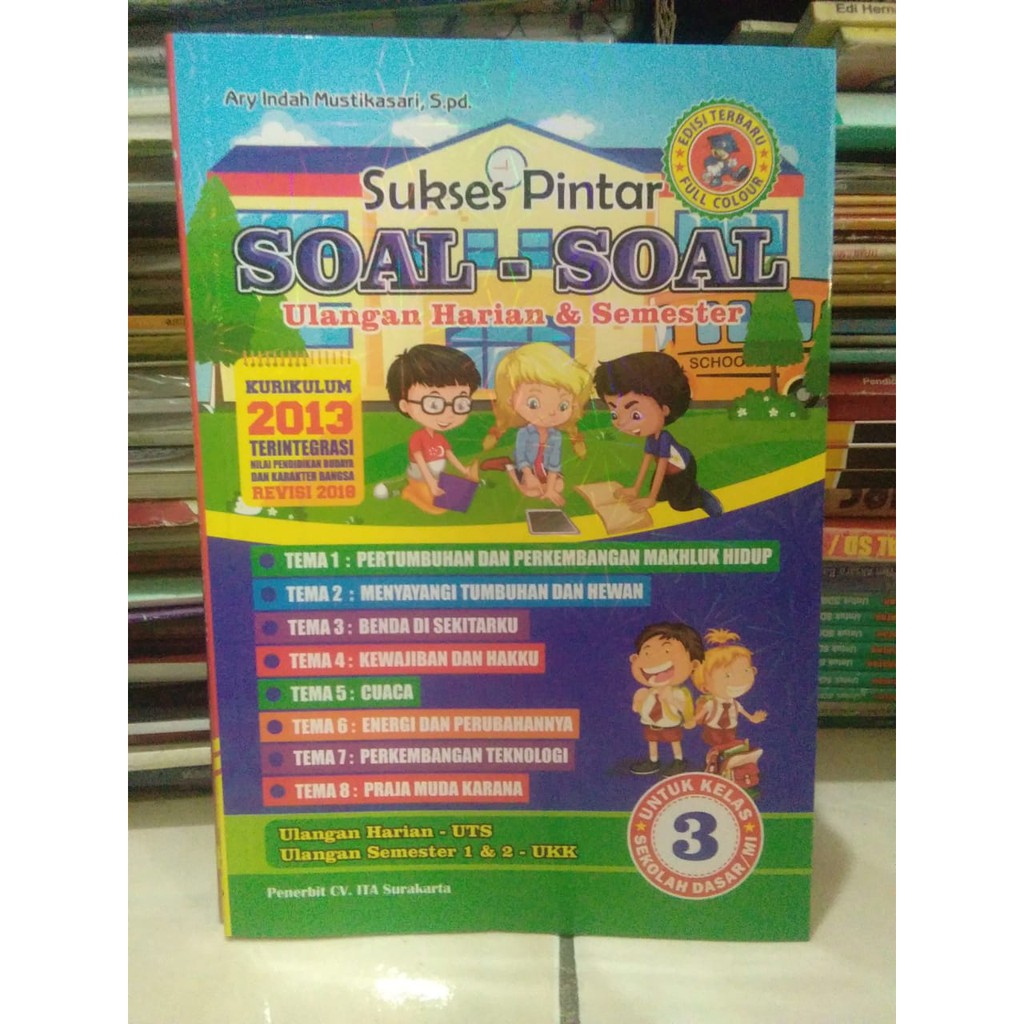 Edi Hern
Ary Indah Mustikasari, S.pd.
EDISI TERBARU
FULL COLOUR
Sukses Pintar
SOAL - SOAL
Ulangan Harian & Semester
SCHOO
KURIKULUM
2013
TERINTEGRASI
NILAI PENDIDIKAN BUDAYA
DAN KARAKTER BANGSA
REVISI 2018
TEMA 1 : PERTUMBUHAN DAN PERKEMBANGAN MAKHLUK HIDUP
TEMA 2 : MENYAYANGI TUMBUHAN DAN HEWAN
TEMA 3 : BENDA DI SEKITARKU
TEMA 4 : KEWAJIBAN DAN HAKKU
TEMA 5 : CUACA
TEMA 6 : ENERGI DAN PERUBAHANNYA
TEMA 7 : PERKEMBANGAN TEKNOLOGI
TEMA 8 : PRAJA MUDA KARANA
Ulangan Harian - UTS
Ulangan Semester 1 & 2 - UKK
UNTUK KELAS
3
SEKOLAH DASAR/MI
Penerbit CV. ITA Surakarta